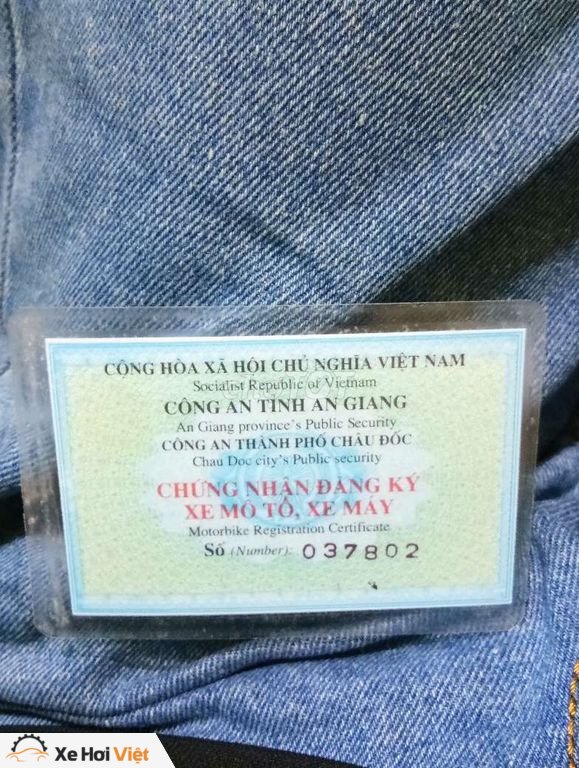 CỘNG HÒA XÃ HỘI CHỦ NGHĨA VIỆT NAM
Socialist Republic of Vietnam
CÔNG AN TỈNH AN GIANG
An Giang province's Public Security
CÔNG AN THÀNH PHỐ CHÂU ĐỐC
Chau Doc city's Public security
CHỨNG NHẬN ĐĂNG KÝ
XE MÔ TÔ, XE MÁY
Motorbike Registration Certificate
Số (Number): 037802
Xe Hơi Việt